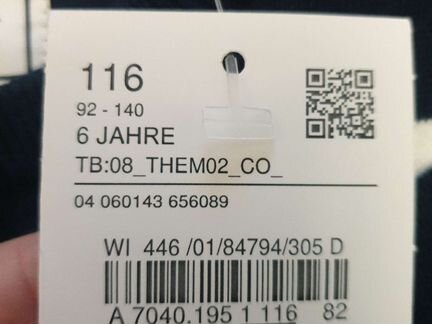 116
92 - 140
6 JAHRE
TB:08_THEM02_CO_
04 060143 656089
WI 446 /01/84794/305 D
A 7040.195 1 116 82